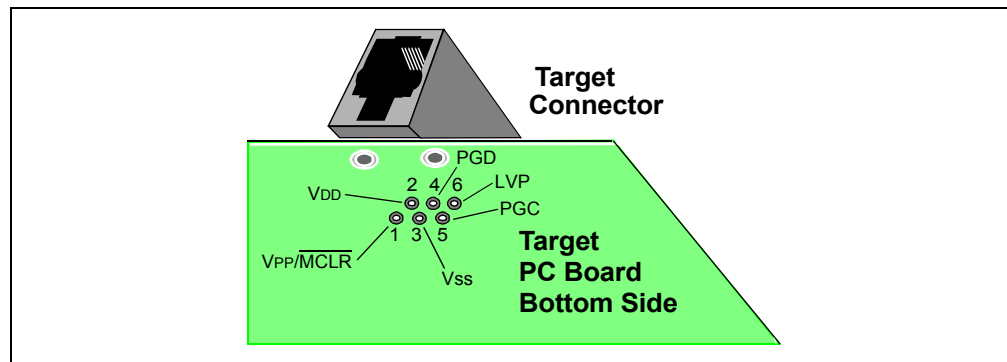 Target
Connector
PGD
2 4 6
LVP
VDD
PGC
1 3 5
VPP/MCLR
Vss
Target
PC Board
Bottom Side